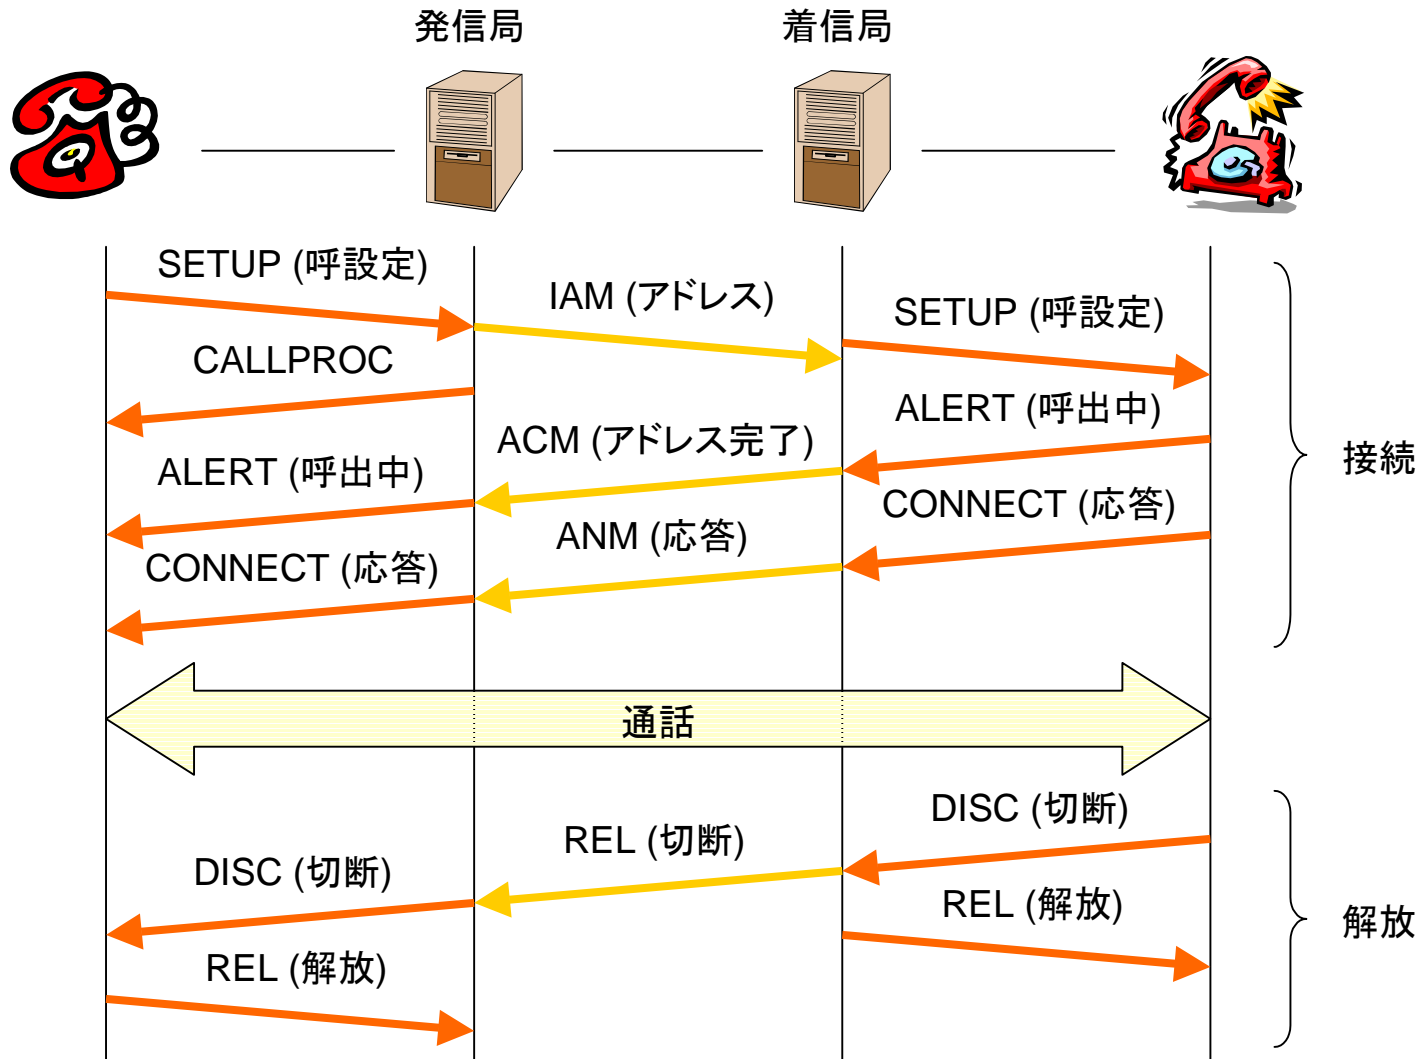 発信局
着信局
SETUP (呼設定)
IAM (アドレス)
SETUP (呼設定)
CALLPROC
ALERT (呼出中)
ACM (アドレス完了)
接続
ALERT (呼出中)
CONNECT (応答)
ANM (応答)
CONNECT (応答)
通話
DISC (切断)
REL (切断)
DISC (切断)
REL (解放)
解放
REL (解放)